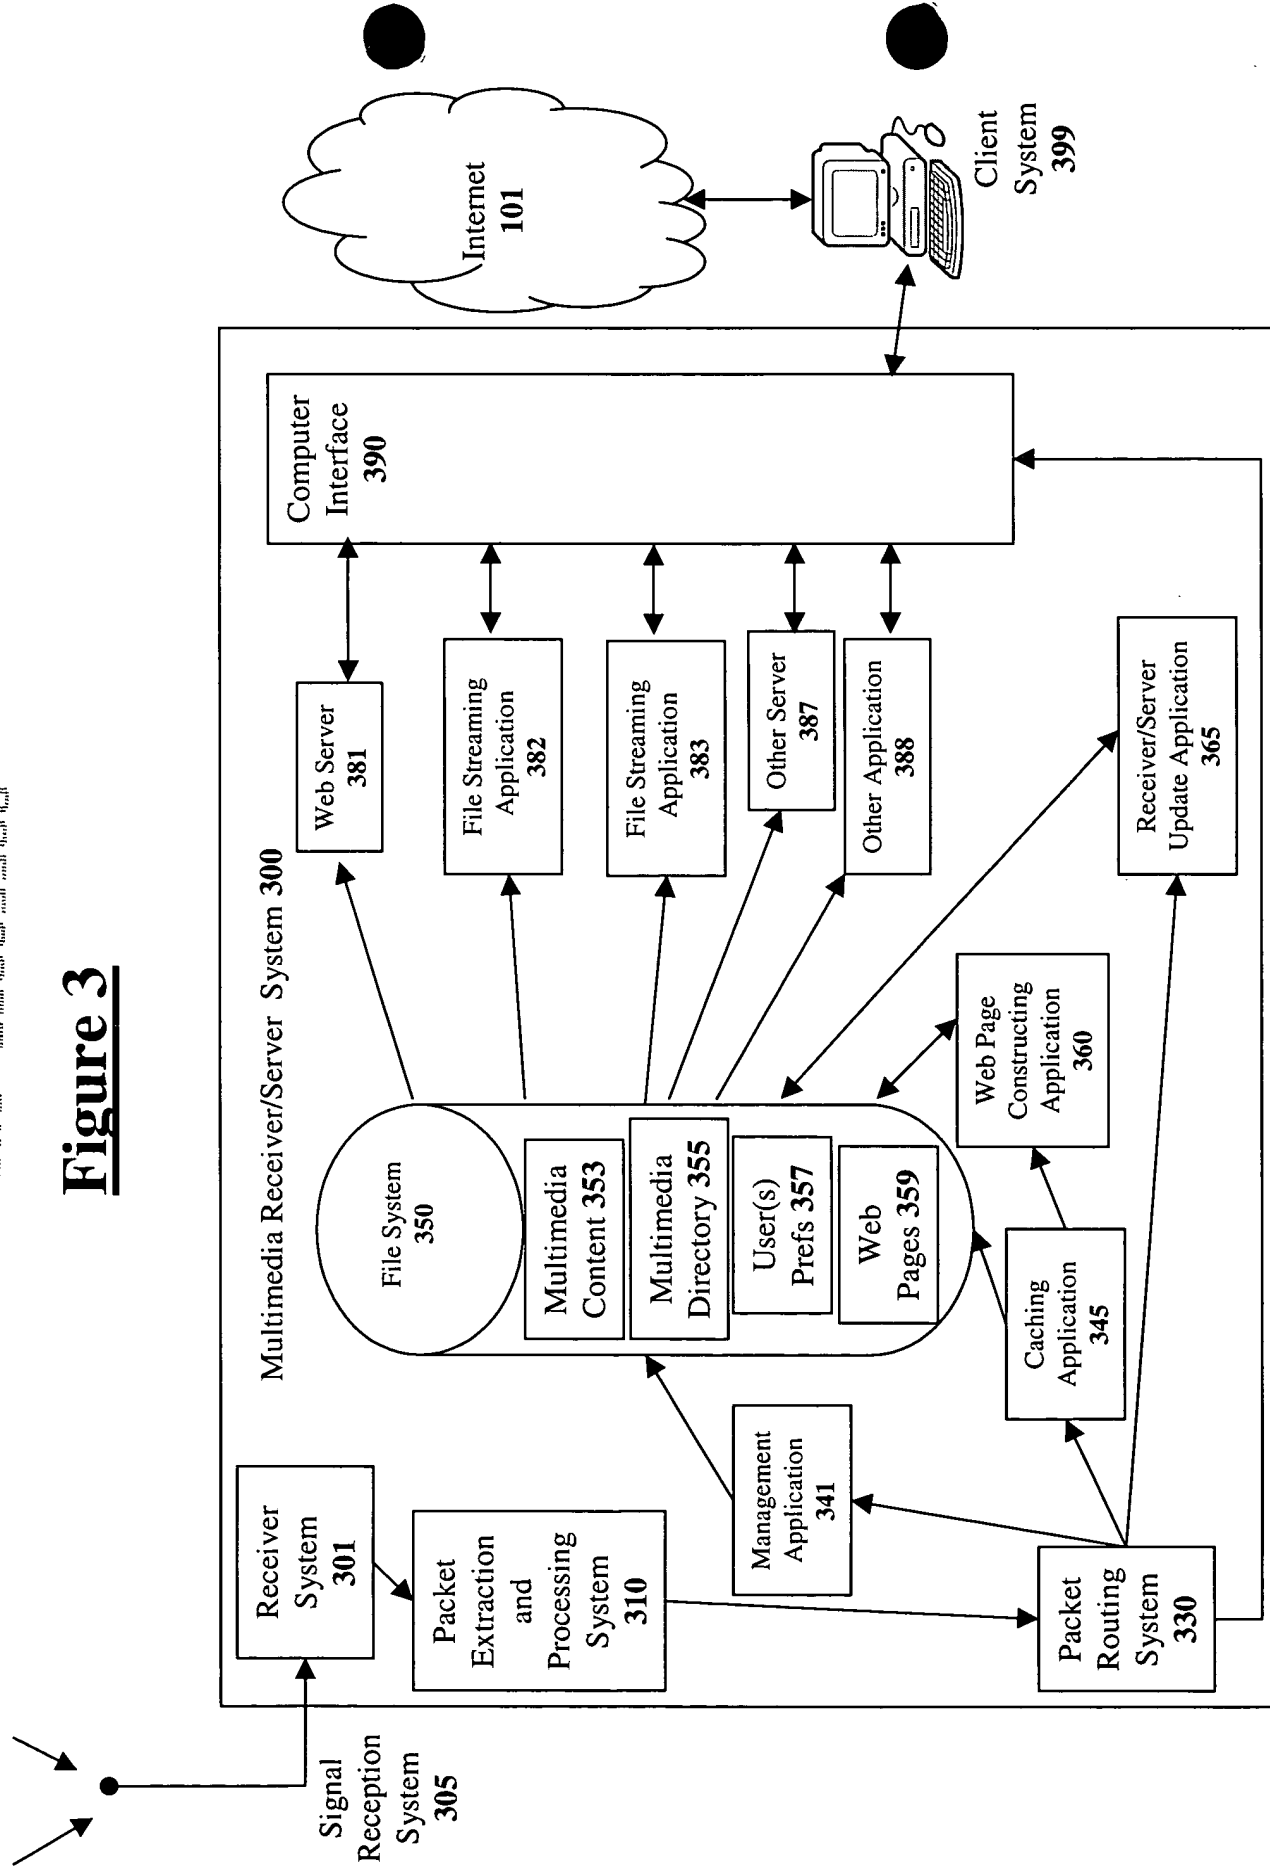 Figure 3
Multimedia Receiver/Server System 300
Signal
Reception
System
305
Receiver
System
301
Packet
Extraction
and
Processing
System
310
Packet
Routing
System
330
Management
Application
341
Caching
Application
345
File System
350
Multimedia
Content 353
Multimedia
Directory 355
User(s)
Prefs 357
Web
Pages 359
Web Page
Constructing
Application
360
Receiver/Server
Update Application
365
Web Server
381
File Streaming
Application
382
File Streaming
Application
383
Other Server
387
Other Application
388
Computer
Interface
390
Internet
101
Client
System
399